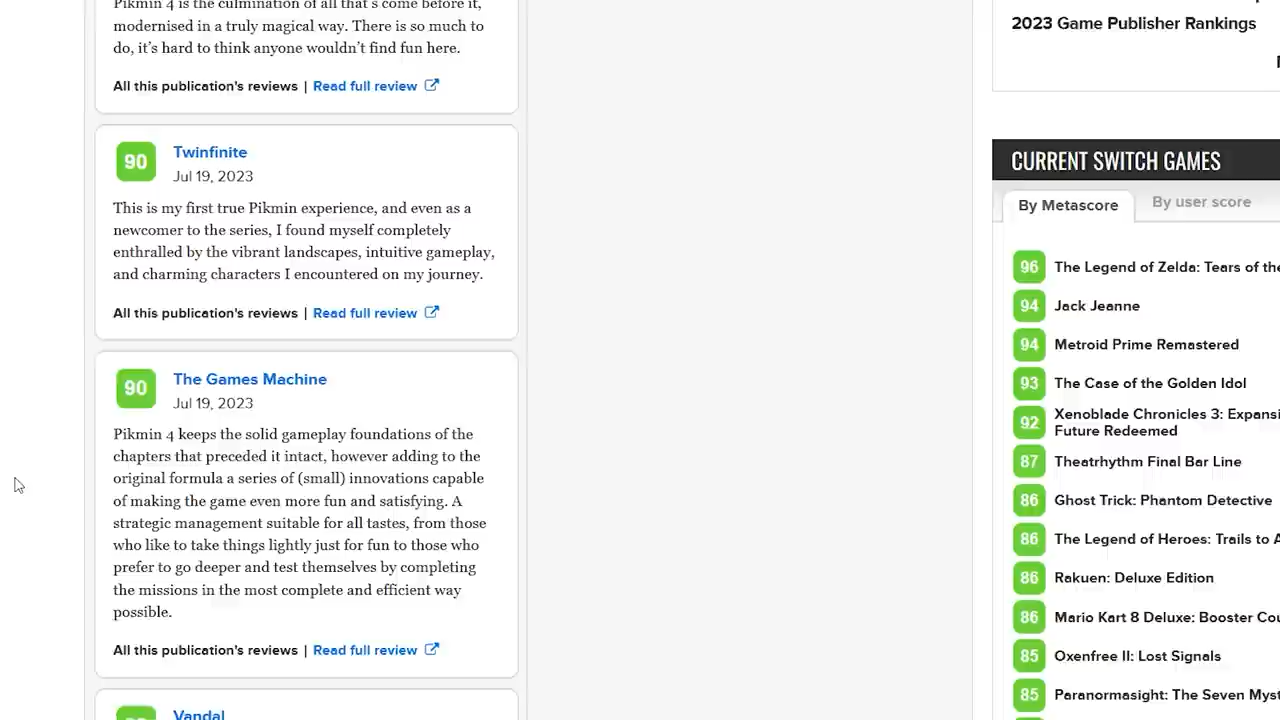 Pikmin 4 is the culmination of all that's come before it,
modernised in a truly magical way. There is so much to
do, it's hard to think anyone wouldn't find fun here.
All this publication's reviews | Read full review
90 Twinfinite
Jul 19, 2023
This is my first true Pikmin experience, and even as a
newcomer to the series, I found myself completely
enthralled by the vibrant landscapes, intuitive gameplay,
and charming characters I encountered on my journey.
All this publication's reviews | Read full review
90 The Games Machine
Jul 19, 2023
Pikmin 4 keeps the solid gameplay foundations of the
chapters that preceded it intact, however adding to the
original formula a series of (small) innovations capable
of making the game even more fun and satisfying. A
strategic management suitable for all tastes, from those
who like to take things lightly just for fun to those who
prefer to go deeper and test themselves by completing
the missions in the most complete and efficient way
possible.
All this publication's reviews | Read full review
Vandal
2023 Game Publisher Rankings
CURRENT SWITCH GAMES
By Metascore By user score
96 The Legend of Zelda: Tears of the
94 Jack Jeanne
94 Metroid Prime Remastered
93 The Case of the Golden Idol
92 Xenoblade Chronicles 3: Expansi
Future Redeemed
87 Theatrhythm Final Bar Line
86 Ghost Trick: Phantom Detective
86 The Legend of Heroes: Trails to A
86 Rakuen: Deluxe Edition
86 Mario Kart 8 Deluxe: Booster Cou
85 Oxenfree II: Lost Signals
85 Paranormasight: The Seven Myst